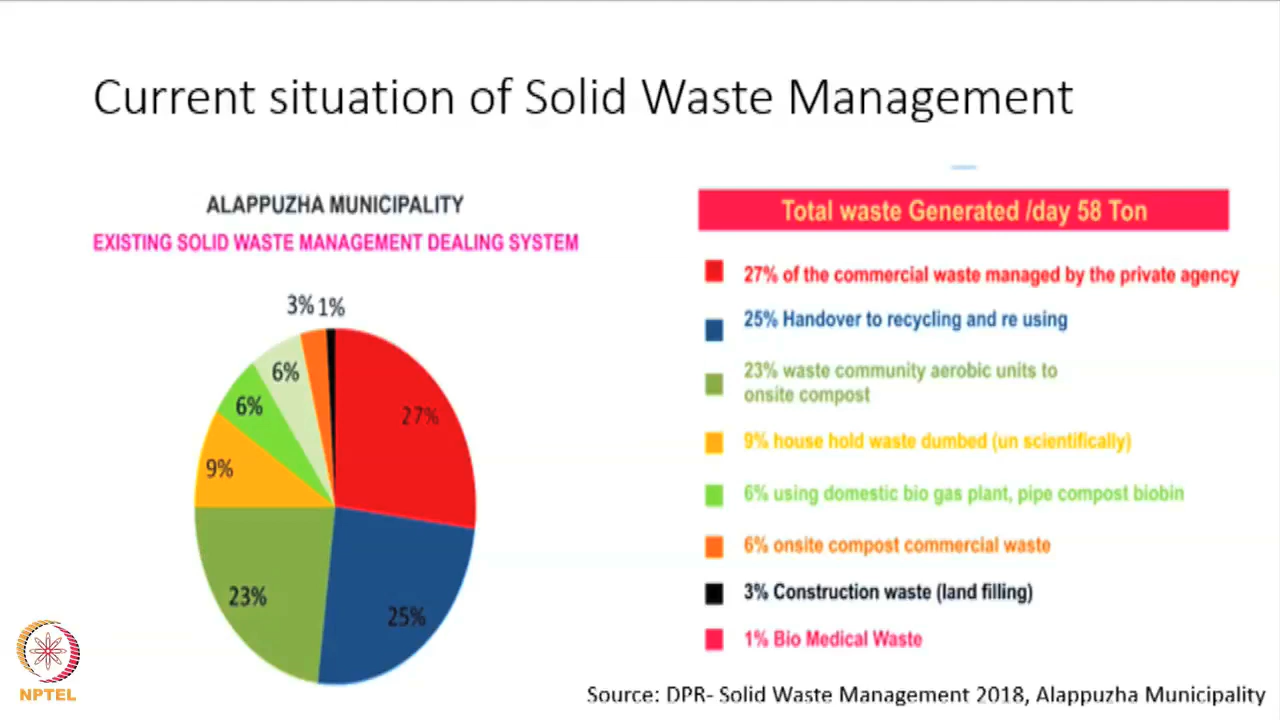 Current situation of Solid Waste Management
ALAPPUZHA MUNICIPALITY
EXISTING SOLID WASTE MANAGEMENT DEALING SYSTEM
3% 1%
6%
6%
9%
27%
23%
25%
Total waste Generated /day 58 Ton
27% of the commercial waste managed by the private agency
25% Handover to recycling and re using
23% waste community aerobic units to
onsite compost
9% house hold waste dumbed (un scientifically)
6% using domestic bio gas plant, pipe compost biobin
6% onsite compost commercial waste
3% Construction waste (land filling)
1% Bio Medical Waste
NPTEL
Source: DPR- Solid Waste Management 2018, Alappuzha Municipality